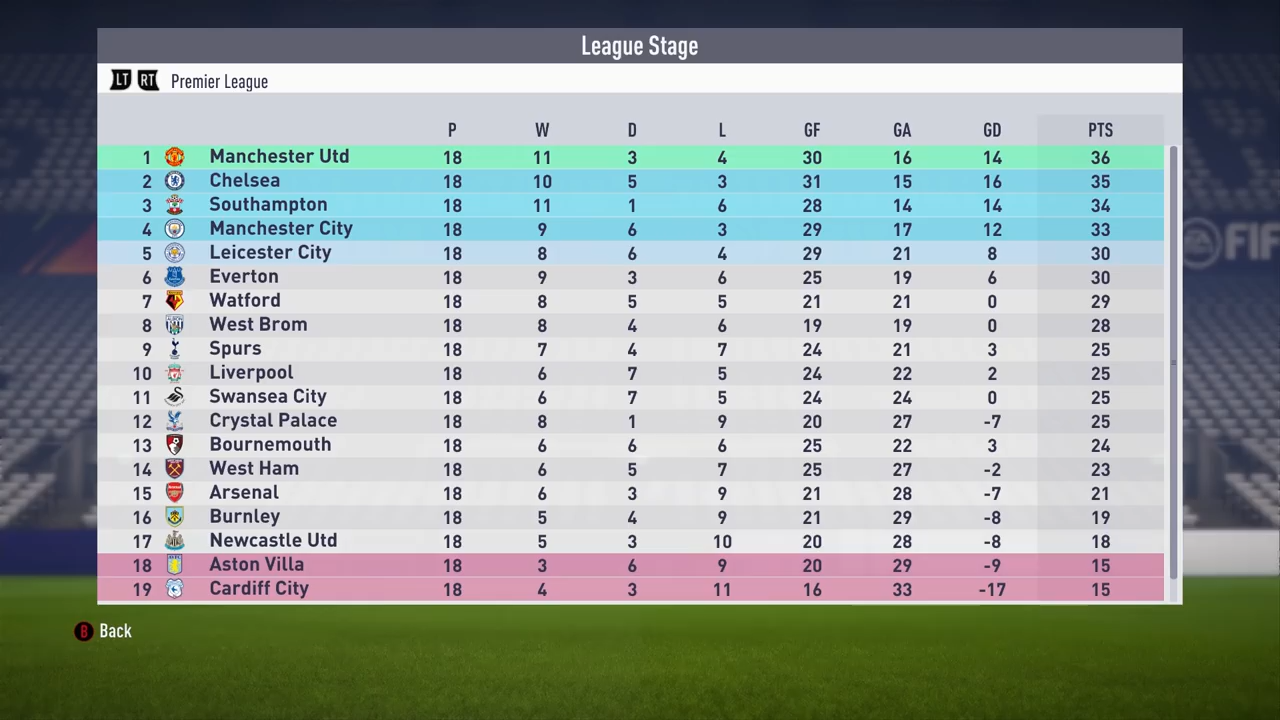 League Stage
LT RT Premier League
P W D L GF GA GD PTS
1 Manchester Utd 18 11 3 4 30 16 14 36
2 Chelsea 18 10 5 3 31 15 16 35
3 Southampton 18 11 1 6 28 14 14 34
4 Manchester City 18 9 6 3 29 17 12 33
5 Leicester City 18 8 6 4 29 21 8 30
6 Everton 18 9 3 6 25 19 6 30
7 Watford 18 8 5 5 21 21 0 29
8 West Brom 18 8 4 6 19 19 0 28
9 Spurs 18 7 4 7 24 21 3 25
10 Liverpool 18 6 7 5 24 22 2 25
11 Swansea City 18 6 7 5 24 24 0 25
12 Crystal Palace 18 8 1 9 20 27 -7 25
13 Bournemouth 18 6 6 6 25 22 3 24
14 West Ham 18 6 5 7 25 27 -2 23
15 Arsenal 18 6 3 9 21 28 -7 21
16 Burnley 18 5 4 9 21 29 -8 19
17 Newcastle Utd 18 5 3 10 20 28 -8 18
18 Aston Villa 18 3 6 9 20 29 -9 15
19 Cardiff City 18 4 3 11 16 33 -17 15
EA FIF
B Back